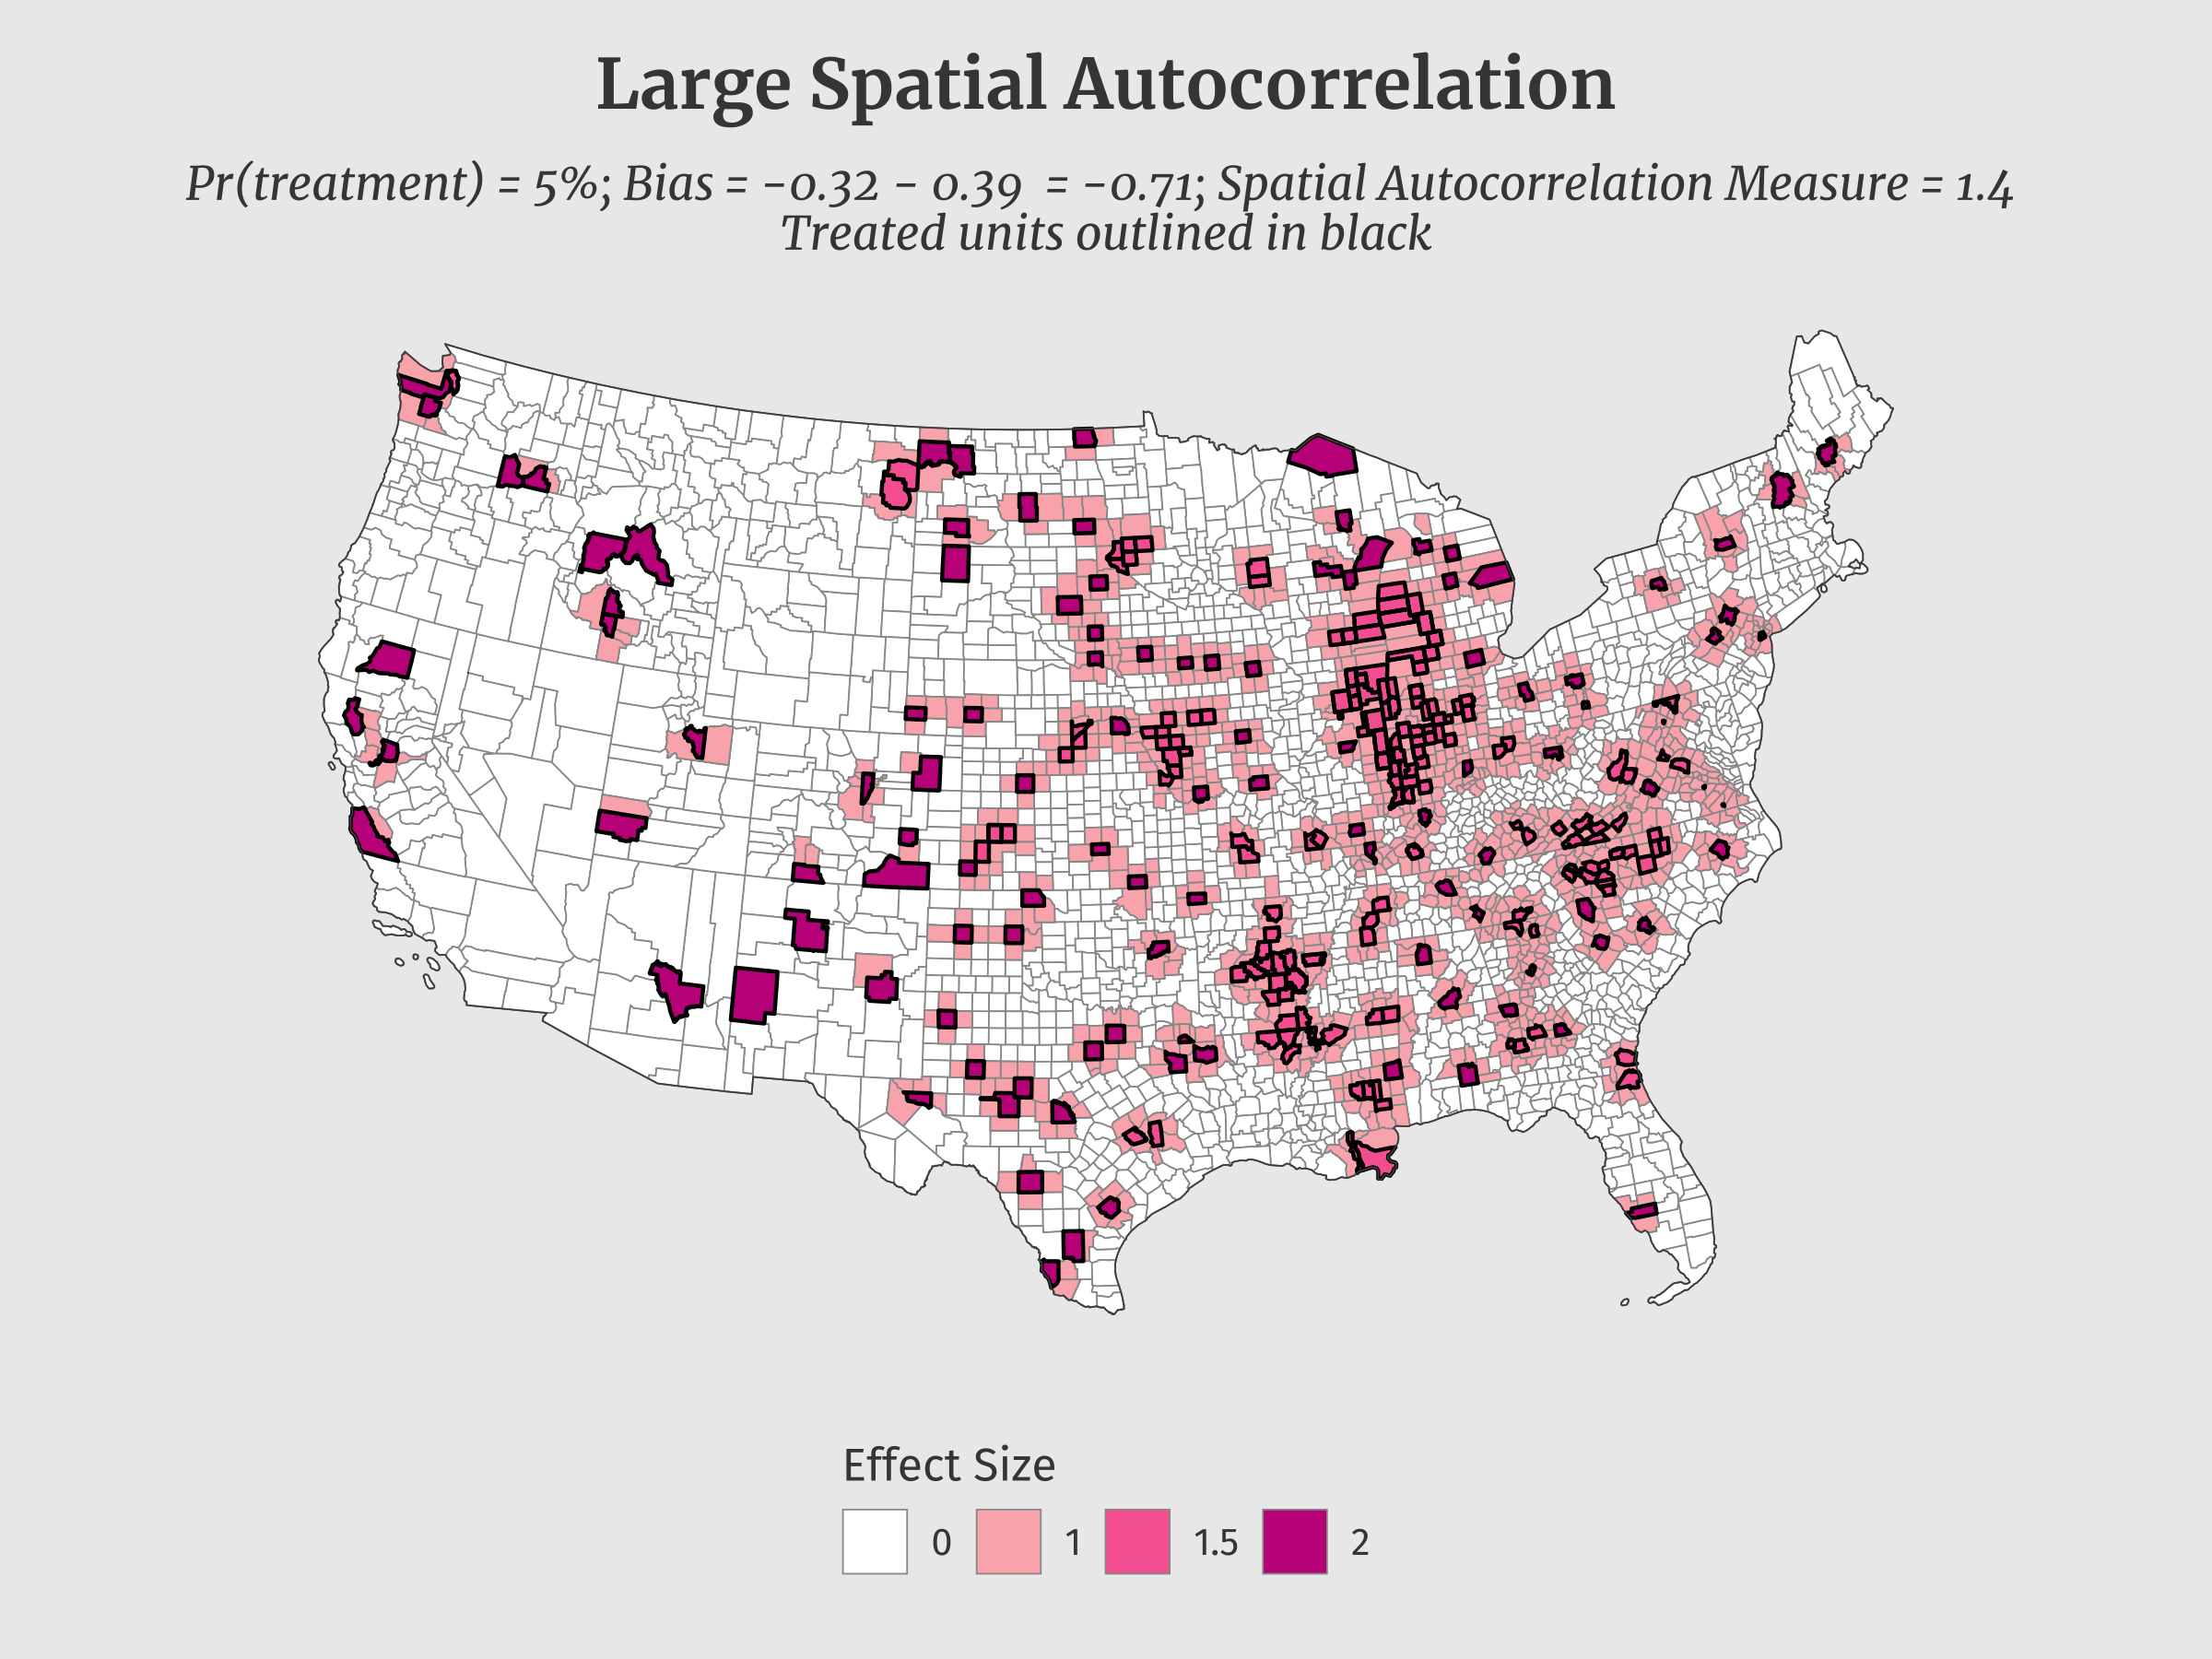 Large Spatial Autocorrelation
Pr(treatment) = 5%; Bias = −0.32 − 0.39 = −0.71; Spatial Autocorrelation Measure = 1.4
Treated units outlined in black
Effect Size
0 1 1.5 2